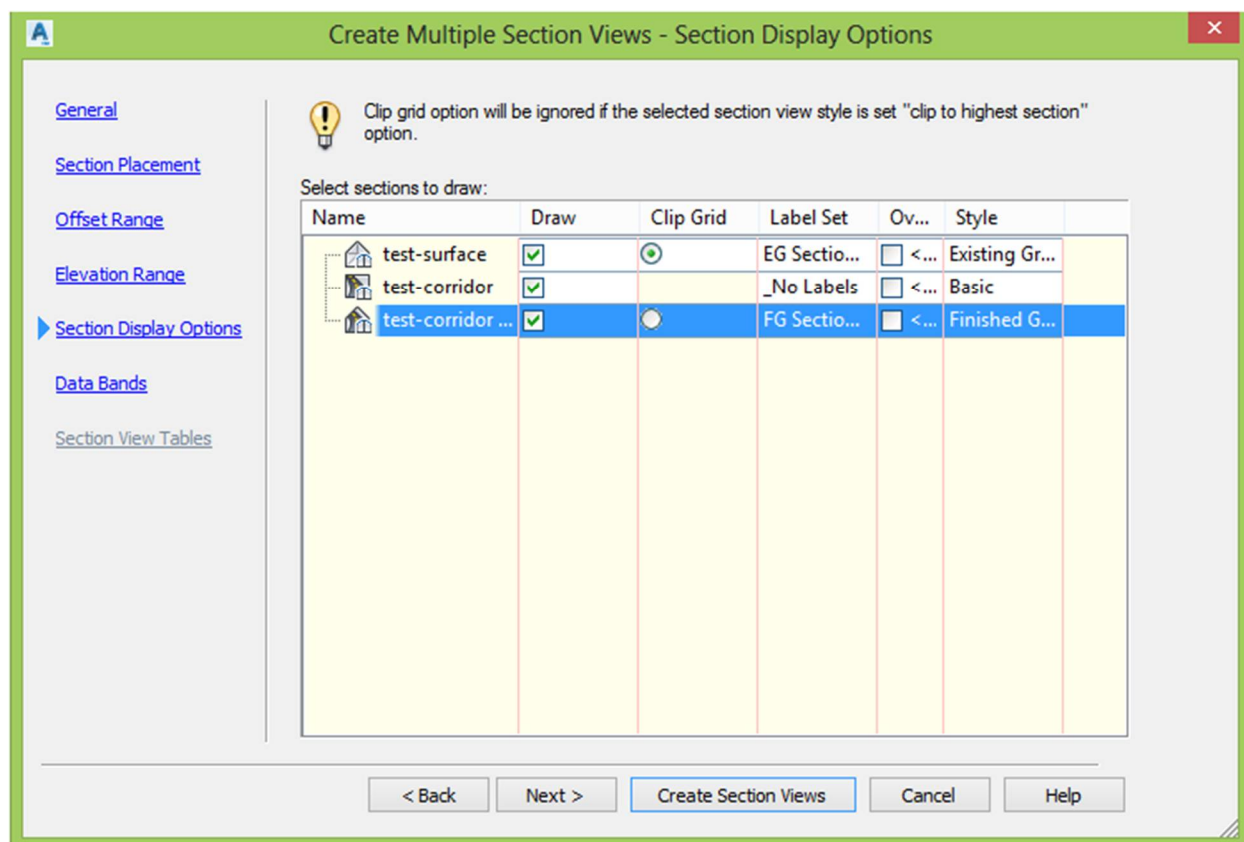 Create Multiple Section Views - Section Display Options
General
Section Placement
Offset Range
Elevation Range
Section Display Options
Data Bands
Section View Tables
Clip grid option will be ignored if the selected section view style is set "clip to highest section"
option.
Select sections to draw:
Name Draw Clip Grid Label Set Ov... Style
test-surface EG Sectio... <... Existing Gr...
test-corridor _No Labels <... Basic
test-corridor ... FG Sectio... <... Finished G...
< Back Next > Create Section Views Cancel Help